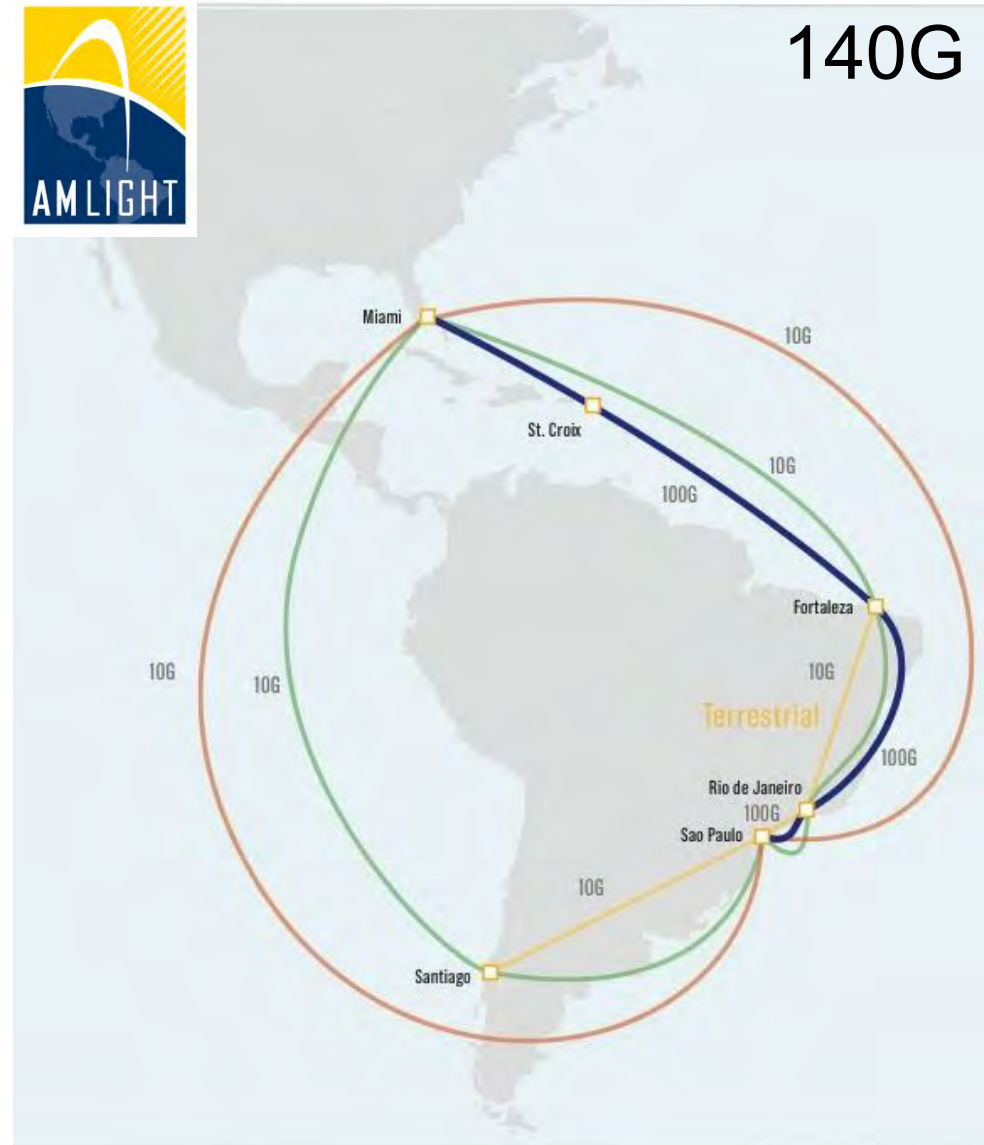 140G
AMLIGHT
Miami
10G
St. Croix
10G
100G
Fortaleza
10G
10G
10G
Terrestrial
100G
Rio de Janeiro
100G
Sao Paulo
10G
Santiago